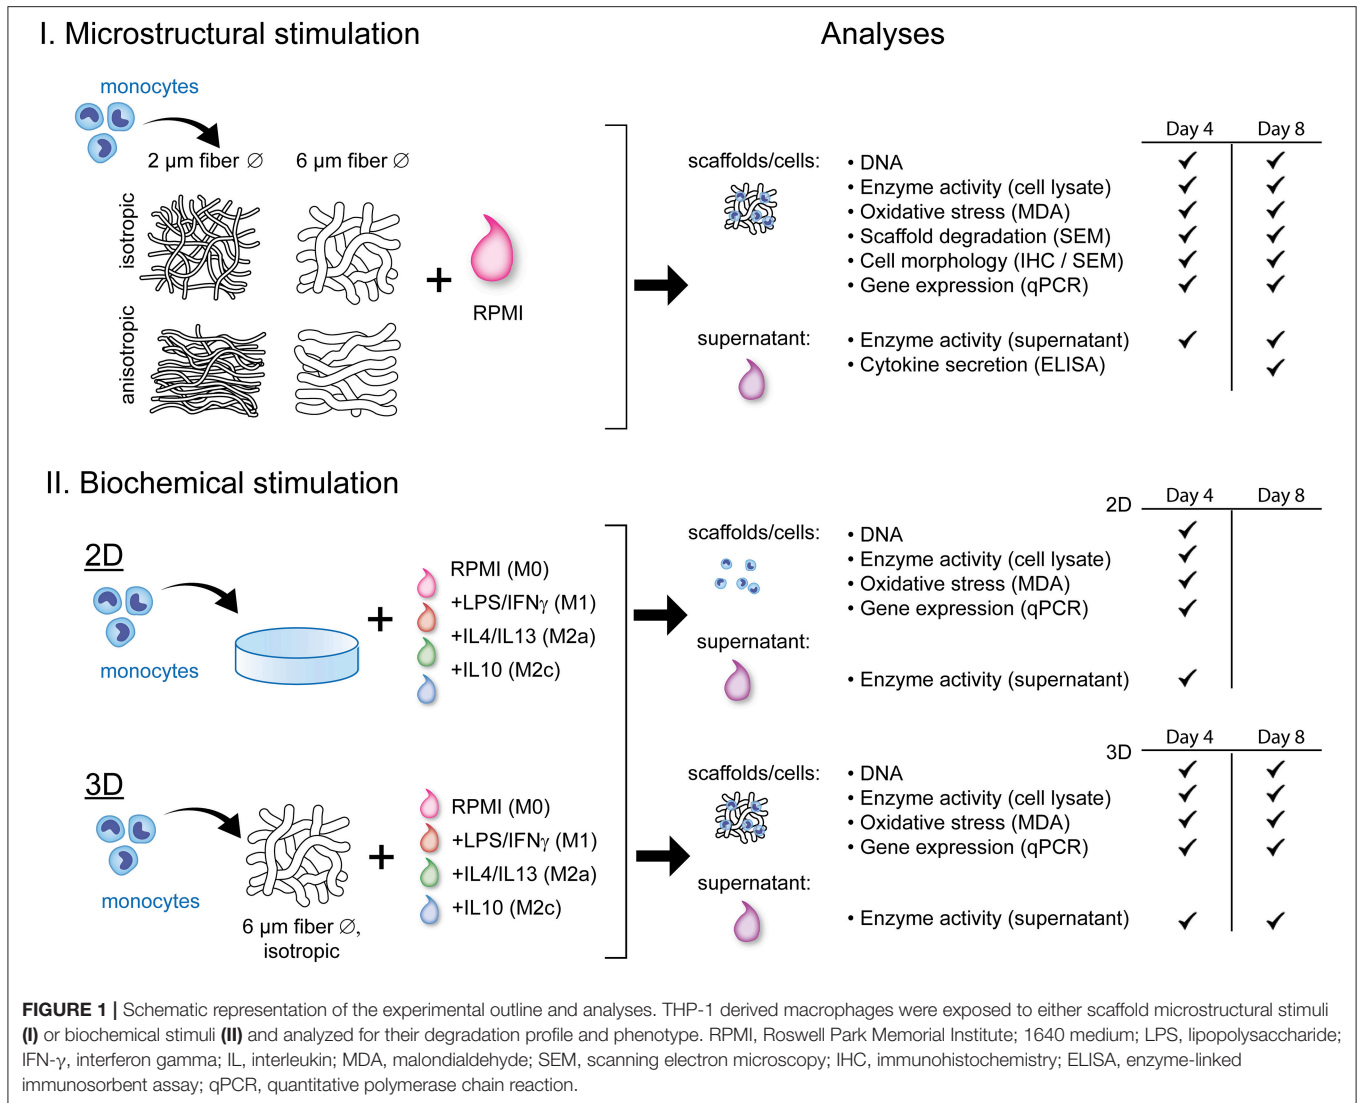 I. Microstructural stimulation
Analyses
monocytes
2 µm fiber ∅
6 µm fiber ∅
isotropic
anisotropic
+
RPMI
Day 4
Day 8
scaffolds/cells:
• DNA ✓ ✓
• Enzyme activity (cell lysate) ✓ ✓
• Oxidative stress (MDA) ✓ ✓
• Scaffold degradation (SEM) ✓ ✓
• Cell morphology (IHC / SEM) ✓ ✓
• Gene expression (qPCR) ✓ ✓
supernatant:
• Enzyme activity (supernatant) ✓ ✓
• Cytokine secretion (ELISA) ✓
II. Biochemical stimulation
2D
monocytes
+
RPMI (M0)
+LPS/IFNγ (M1)
+IL4/IL13 (M2a)
+IL10 (M2c)
2D
Day 4
Day 8
scaffolds/cells:
• DNA ✓
• Enzyme activity (cell lysate) ✓
• Oxidative stress (MDA) ✓
• Gene expression (qPCR) ✓
supernatant:
• Enzyme activity (supernatant) ✓
3D
monocytes
6 µm fiber ∅,
isotropic
+
RPMI (M0)
+LPS/IFNγ (M1)
+IL4/IL13 (M2a)
+IL10 (M2c)
3D
Day 4
Day 8
scaffolds/cells:
• DNA ✓ ✓
• Enzyme activity (cell lysate) ✓ ✓
• Oxidative stress (MDA) ✓ ✓
• Gene expression (qPCR) ✓ ✓
supernatant:
• Enzyme activity (supernatant) ✓ ✓
FIGURE 1 | Schematic representation of the experimental outline and analyses. THP-1 derived macrophages were exposed to either scaffold microstructural stimuli
(I) or biochemical stimuli (II) and analyzed for their degradation profile and phenotype. RPMI, Roswell Park Memorial Institute; 1640 medium; LPS, lipopolysaccharide;
IFN-γ, interferon gamma; IL, interleukin; MDA, malondialdehyde; SEM, scanning electron microscopy; IHC, immunohistochemistry; ELISA, enzyme-linked
immunosorbent assay; qPCR, quantitative polymerase chain reaction.